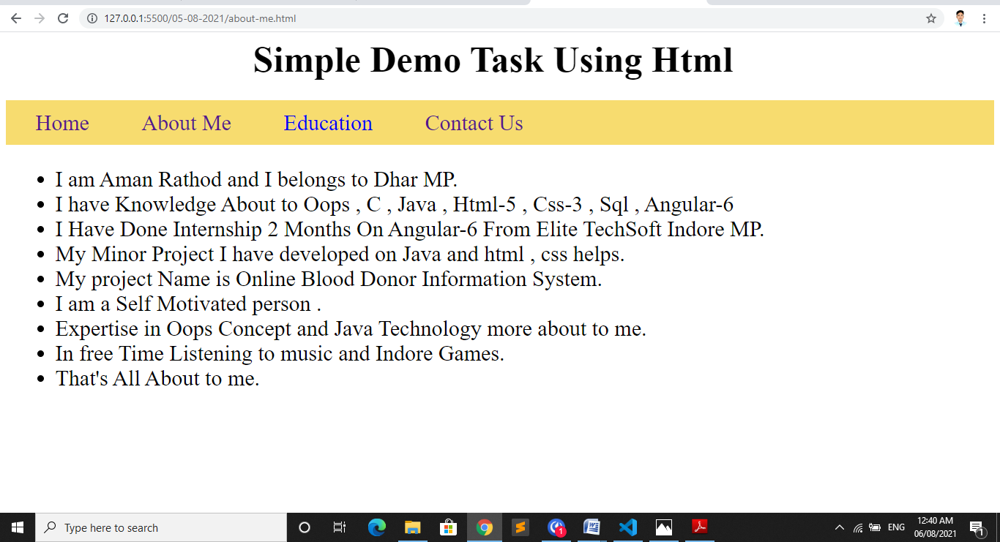 127.0.0.1:5500/05-08-2021/about-me.html
Simple Demo Task Using Html
Home About Me Education Contact Us
I am Aman Rathod and I belongs to Dhar MP.
I have Knowledge About to Oops , C , Java , Html-5 , Css-3 , Sql , Angular-6
I Have Done Internship 2 Months On Angular-6 From Elite TechSoft Indore MP.
My Minor Project I have developed on Java and html , css helps.
My project Name is Online Blood Donor Information System.
I am a Self Motivated person .
Expertise in Oops Concept and Java Technology more about to me.
In free Time Listening to music and Indore Games.
That's All About to me.
Type here to search
1
ENG
12:40 AM
06/08/2021
1